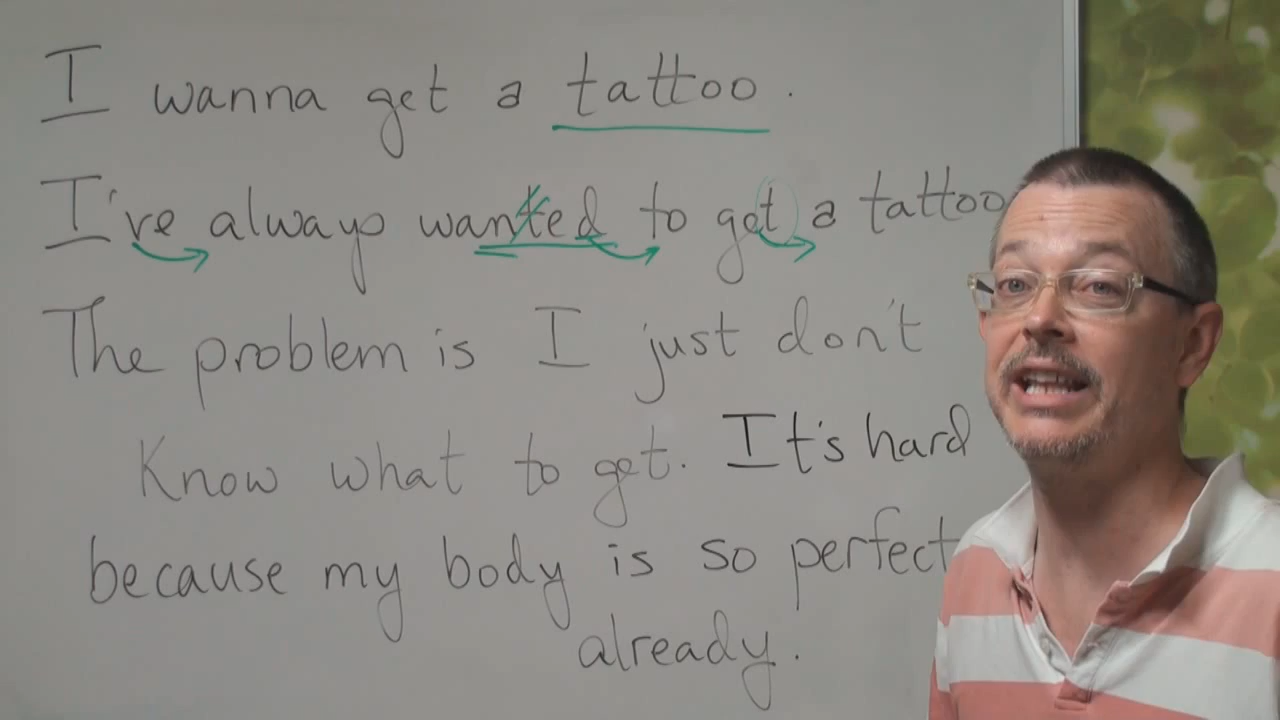 I wanna get a tattoo.
I've always wanted to get a tattoo
The problem is I just don't
know what to get. It's hard
because my body is so perfect
already.